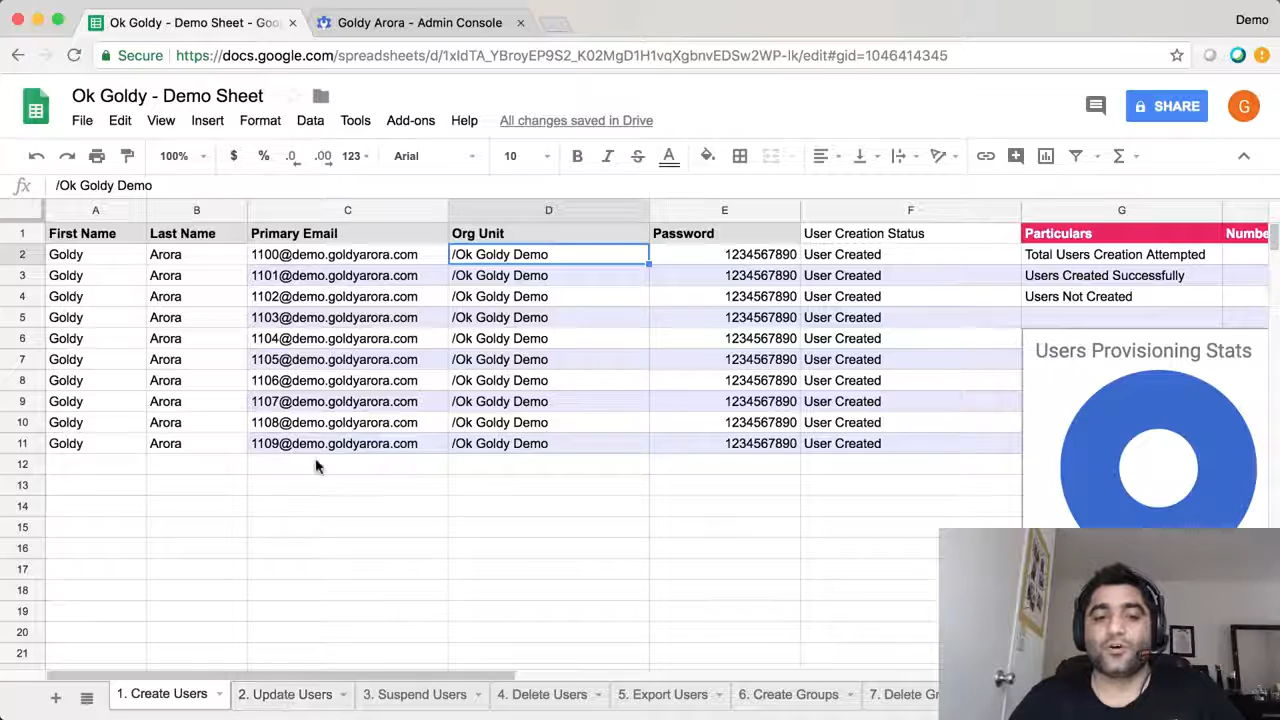 Ok Goldy - Demo Sheet - Goo
Goldy Arora - Admin Console
Demo
Secure
https://docs.google.com/spreadsheets/d/1xIdTA_YBroyEP9S2_K02MgD1H1vqXgbnvEDSw2WP-lk/edit#gid=1046414345
Ok Goldy - Demo Sheet
SHARE
G
File Edit View Insert Format Data Tools Add-ons Help All changes saved in Drive
100% $ % .0 .00 123 Arial 10 B I S A Σ
fx /Ok Goldy Demo
A B C D E F G
1 First Name Last Name Primary Email Org Unit Password User Creation Status Particulars Numbe
2 Goldy Arora 1100@demo.goldyarora.com /Ok Goldy Demo 1234567890 User Created Total Users Creation Attempted
3 Goldy Arora 1101@demo.goldyarora.com /Ok Goldy Demo 1234567890 User Created Users Created Successfully
4 Goldy Arora 1102@demo.goldyarora.com /Ok Goldy Demo 1234567890 User Created Users Not Created
5 Goldy Arora 1103@demo.goldyarora.com /Ok Goldy Demo 1234567890 User Created
6 Goldy Arora 1104@demo.goldyarora.com /Ok Goldy Demo 1234567890 User Created
Users Provisioning Stats
7 Goldy Arora 1105@demo.goldyarora.com /Ok Goldy Demo 1234567890 User Created
8 Goldy Arora 1106@demo.goldyarora.com /Ok Goldy Demo 1234567890 User Created
9 Goldy Arora 1107@demo.goldyarora.com /Ok Goldy Demo 1234567890 User Created
10 Goldy Arora 1108@demo.goldyarora.com /Ok Goldy Demo 1234567890 User Created
11 Goldy Arora 1109@demo.goldyarora.com /Ok Goldy Demo 1234567890 User Created
12
13
14
15
16
17
18
19
20
21
1. Create Users 2. Update Users 3. Suspend Users 4. Delete Users 5. Export Users 6. Create Groups 7. Delete Gr